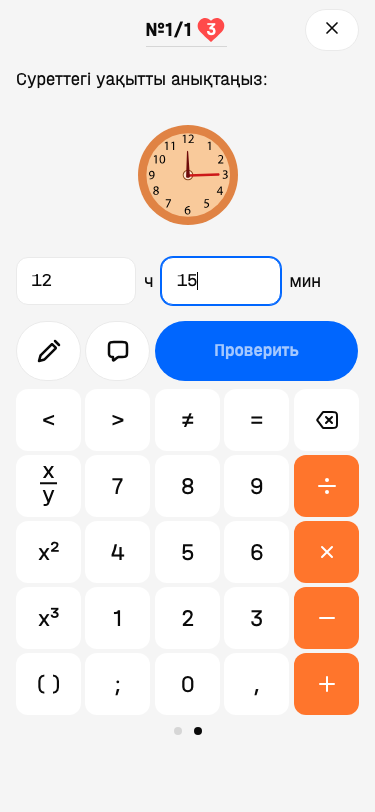 №1/1 3
Суреттегі уақытты анықтаңыз:
12
11 1
10 2
9 3
8 4
7 5
6
12 ч 15 мин
Проверить
< > ≠ =
x/y 7 8 9 ÷
x² 4 5 6 ×
x³ 1 2 3 −
( ) ; 0 , +